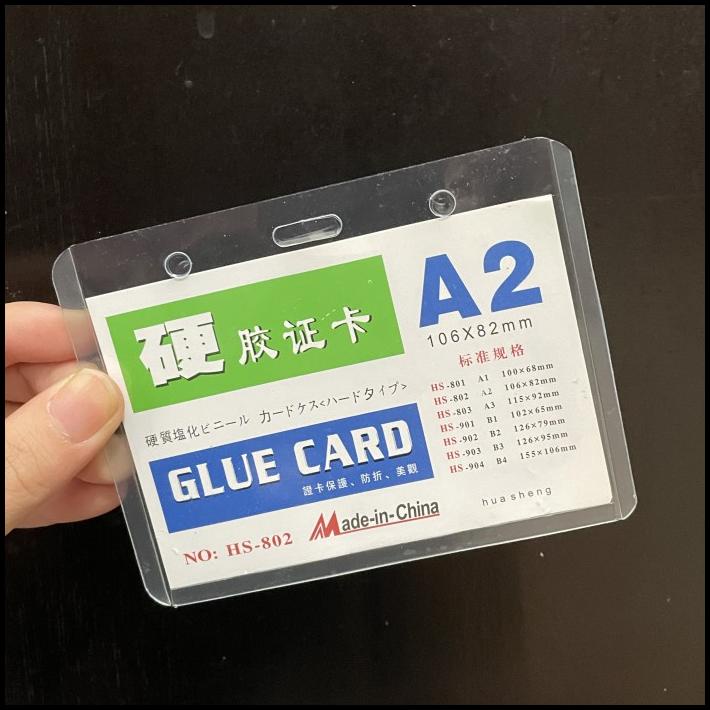 硬胶证卡
硬質塩化ビニール カードケス<ハードタイプ>
GLUE CARD
證卡保護、防折、美觀
NO: HS-802
Made-in-China
A2
106X82mm
标准规格
HS-801 A1 100×68mm
HS-802 A2 106×82mm
HS-803 A3 115×92mm
HS-901 B1 102×65mm
HS-902 B2 126×79mm
HS-903 B3 126×95mm
HS-904 B4 155×106mm
hua sheng